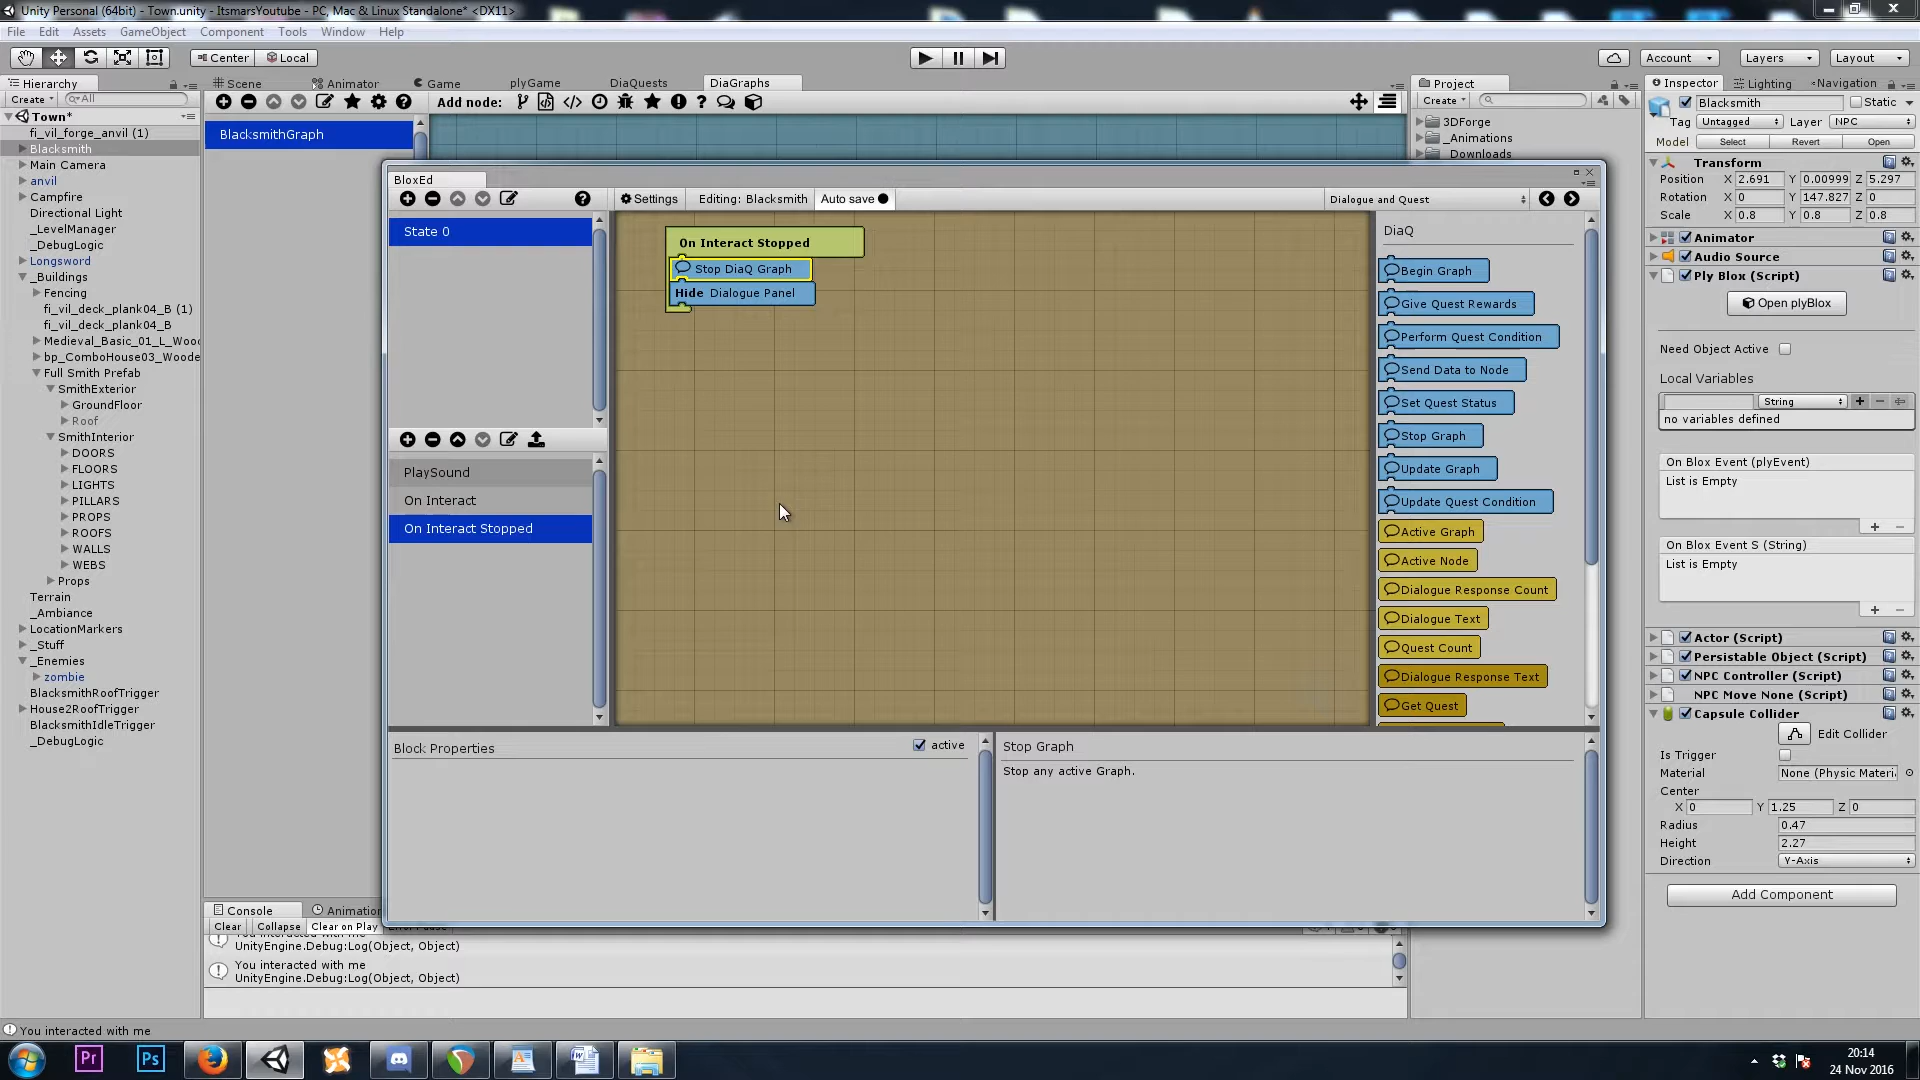 Unity Personal (64bit) - Town.unity - ItsmarsYoutube - PC, Mac & Linux Standalone* <DX11>
File Edit Assets GameObject Component Tools Window Help
Center Local Account Layers Layout
Hierarchy
Create All
Town*
fi_vil_forge_anvil (1)
Blacksmith
Main Camera
anvil
Campfire
Directional Light
_LevelManager
_DebugLogic
Longsword
_Buildings
Fencing
fi_vil_deck_plank04_B (1)
fi_vil_deck_plank04_B
Medieval_Basic_01_L_Wood
bp_ComboHouse03_Woode
Full Smith Prefab
SmithExterior
GroundFloor
Roof
SmithInterior
DOORS
FLOORS
LIGHTS
PILLARS
PROPS
ROOFS
WALLS
WEBS
Props
Terrain
_Ambiance
LocationMarkers
_Stuff
_Enemies
zombie
BlacksmithRoofTrigger
House2RoofTrigger
BlacksmithIdleTrigger
_DebugLogic
Scene Animator Game plyGame DiaQuests DiaGraphs
Add node:
BlacksmithGraph
BloxEd
Settings Editing: Blacksmith Auto save Dialogue and Quest
State 0
PlaySound
On Interact
On Interact Stopped
On Interact Stopped
Stop DiaQ Graph
Hide Dialogue Panel
DiaQ
Begin Graph
Give Quest Rewards
Perform Quest Condition
Send Data to Node
Set Quest Status
Stop Graph
Update Graph
Update Quest Condition
Active Graph
Active Node
Dialogue Response Count
Dialogue Text
Quest Count
Dialogue Response Text
Get Quest
Block Properties active
Stop Graph
Stop any active Graph.
Console Animation
Clear Collapse Clear on Play Error Pause
You interacted with me
UnityEngine.Debug:Log(Object, Object)
You interacted with me
UnityEngine.Debug:Log(Object, Object)
You interacted with me
Project
Create
3DForge
_Animations
_Downloads
Inspector Lighting Navigation
Blacksmith Static
Tag Untagged Layer NPC
Model Select Revert Open
Transform
Position X 2.691 Y 0.00999 Z 5.297
Rotation X 0 Y 147.827 Z 0
Scale X 0.8 Y 0.8 Z 0.8
Animator
Audio Source
Ply Blox (Script)
Open plyBlox
Need Object Active
Local Variables
String
no variables defined
On Blox Event (plyEvent)
List is Empty
On Blox Event S (String)
List is Empty
Actor (Script)
Persistable Object (Script)
NPC Controller (Script)
NPC Move None (Script)
Capsule Collider
Edit Collider
Is Trigger
Material None (Physic Materi
Center
X 0 Y 1.25 Z 0
Radius 0.47
Height 2.27
Direction Y-Axis
Add Component
Pr Ps
20:14
24 Nov 2016